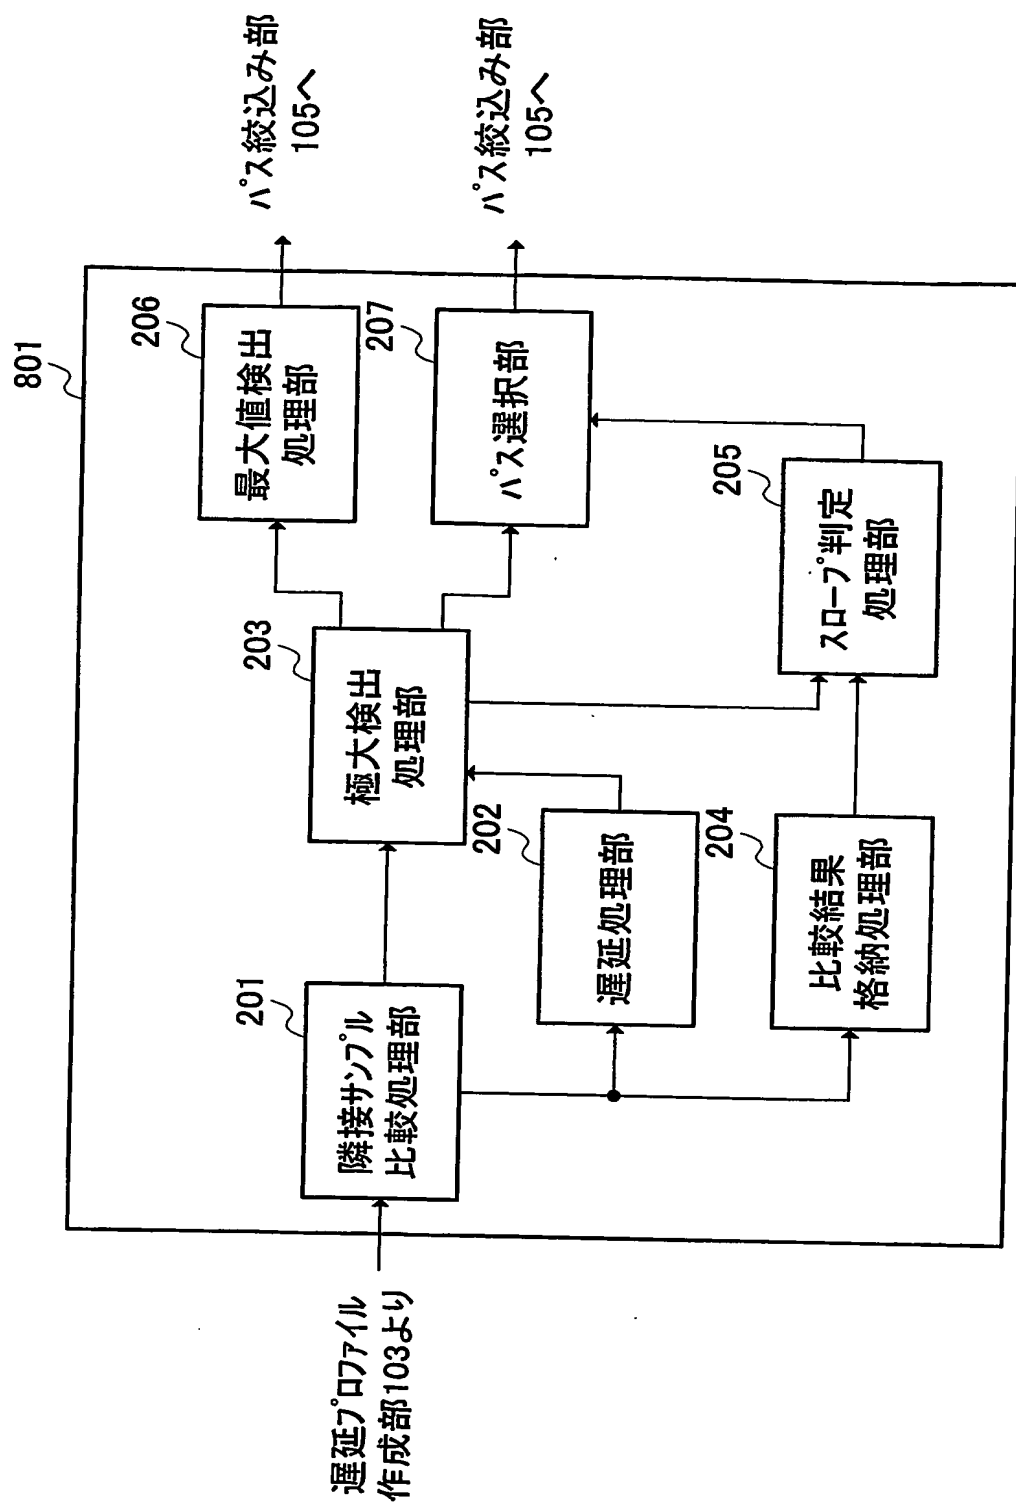 801
遅延プロファイル
作成部103より
201
隣接サンプル
比較処理部
203
極大検出
処理部
202
遅延処理部
204
比較結果
格納処理部
205
スロープ判定
処理部
206
最大値検出
処理部
207
パス選択部
パス絞込み部
105へ
パス絞込み部
105へ